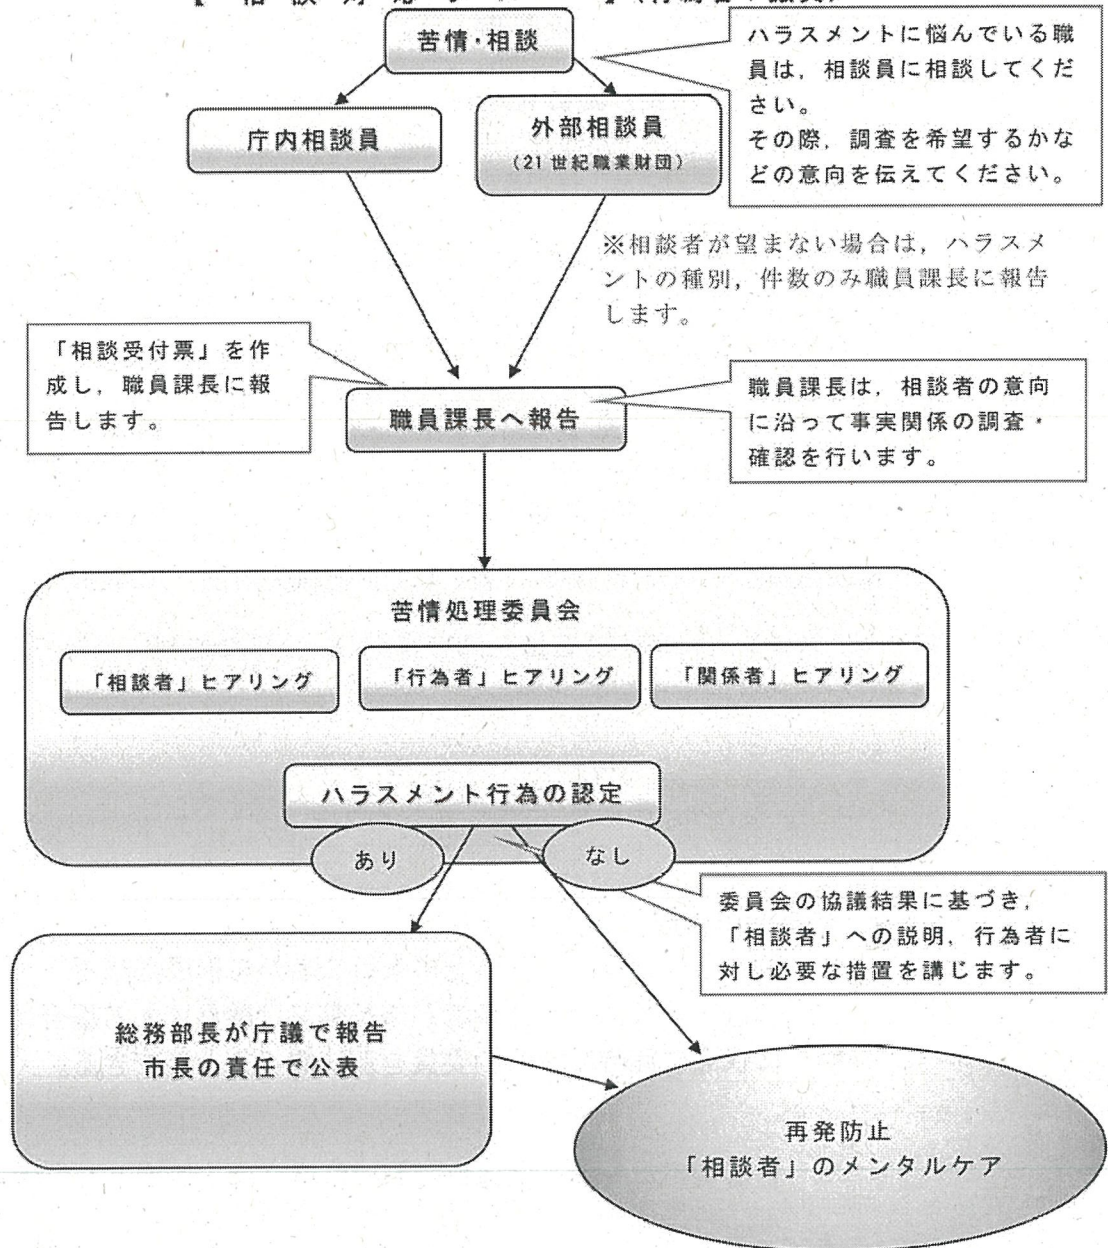 苦情・相談
ハラスメントに悩んでいる職
員は，相談員に相談してくだ
さい。
その際，調査を希望するかな
どの意向を伝えてください。
庁内相談員
外部相談員
（21世紀職業財団）
※相談者が望まない場合は，ハラスメ
ントの種別，件数のみ職員課長に報告
します。
「相談受付票」を作
成し，職員課長に報
告します。
職員課長へ報告
職員課長は，相談者の意向
に沿って事実関係の調査・
確認を行います。
苦情処理委員会
「相談者」ヒアリング
「行為者」ヒアリング
「関係者」ヒアリング
ハラスメント行為の認定
あり
なし
委員会の協議結果に基づき，
「相談者」への説明，行為者に
対し必要な措置を講じます。
総務部長が庁議で報告
市長の責任で公表
再発防止
「相談者」のメンタルケア